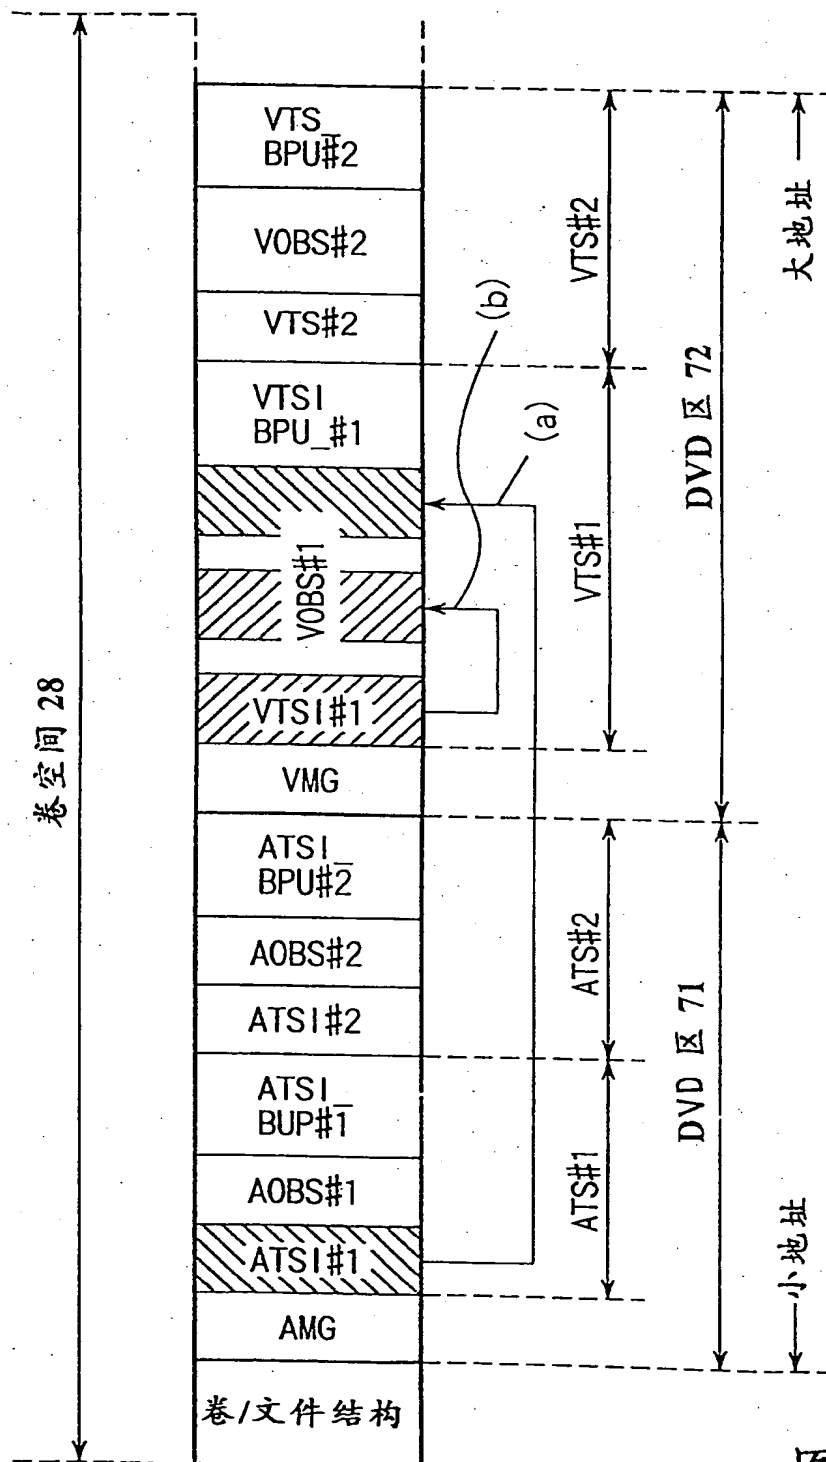 VTS_
BPU#2
VOBS#2
VTS#2
VTSI
BPU_#1
VOBS#1
VTSI#1
VMG
ATSI_
BPU#2
AOBS#2
ATSI#2
ATSI_
BUP#1
AOBS#1
ATSI#1
AMG
卷/文件结构
卷空间 28
(b)
(a)
VTS#2
VTS#1
ATS#2
ATS#1
DVD 区 72
DVD 区 71
大地址
小地址